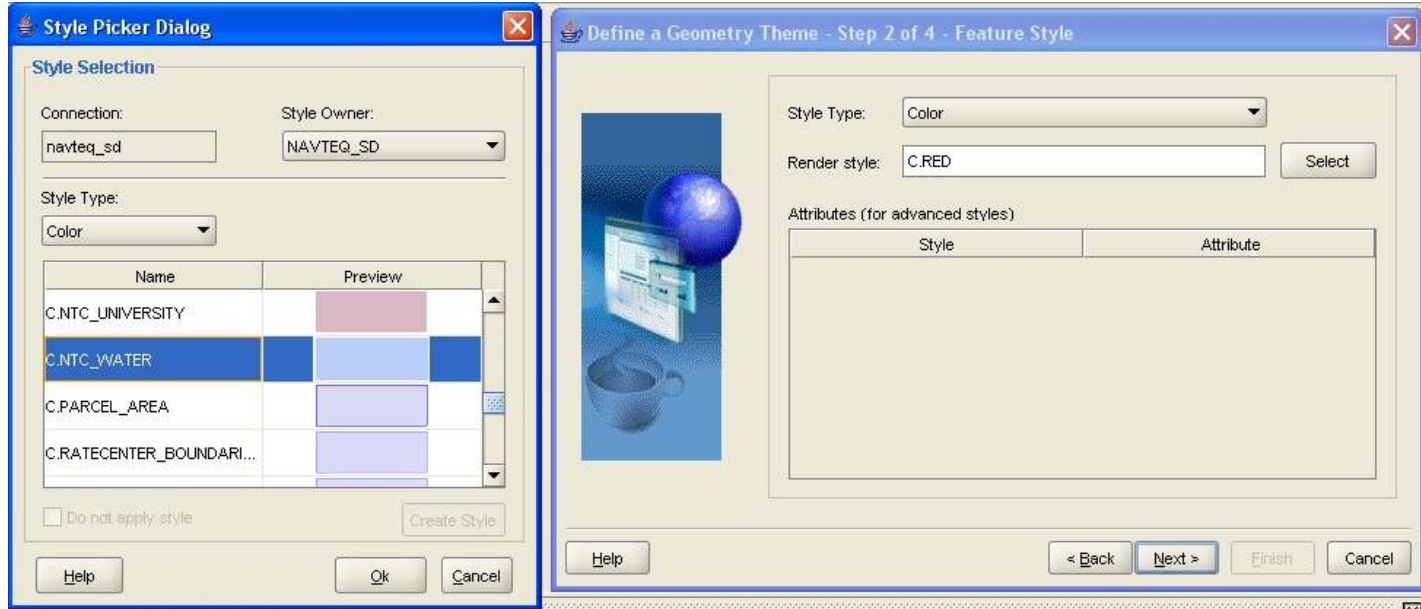 Style Picker Dialog
Style Selection
Connection:
Style Owner:
navteq_sd
NAVTEQ_SD
Style Type:
Color
Name
Preview
C.NTC_UNIVERSITY
C.NTC_WATER
C.PARCEL_AREA
C.RATECENTER_BOUNDARI...
Do not apply style
Create Style
Help
Ok
Cancel
Define a Geometry Theme - Step 2 of 4 - Feature Style
Style Type:
Color
Render style:
C.RED
Select
Attributes (for advanced styles)
Style
Attribute
Help
< Back
Next >
Finish
Cancel